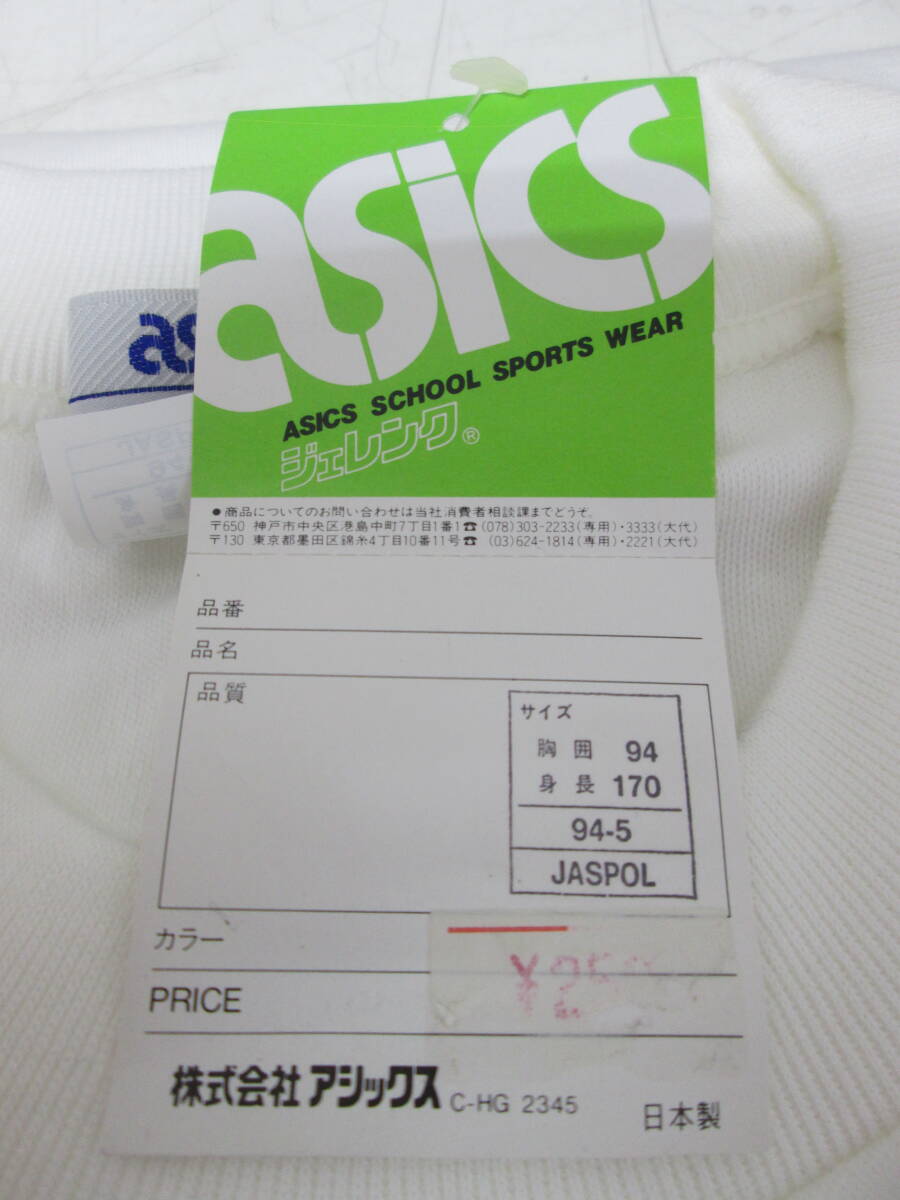 asics
ASICS SCHOOL SPORTS WEAR
ジェレンク®
as
●商品についてのお問い合わせは当社消費者相談課までどうぞ。
〒650 神戸市中央区港島中町7丁目1番1☎(078)303-2233(専用)・3333(大代)
〒130 東京都墨田区錦糸4丁目10番11号☎ (03)624-1814(専用)・2221(大代)
品番
品名
品質
サイズ
胸囲 94
身長 170
94-5
JASPOL
カラー
PRICE
株式会社 アシックス C-HG 2345
日本製